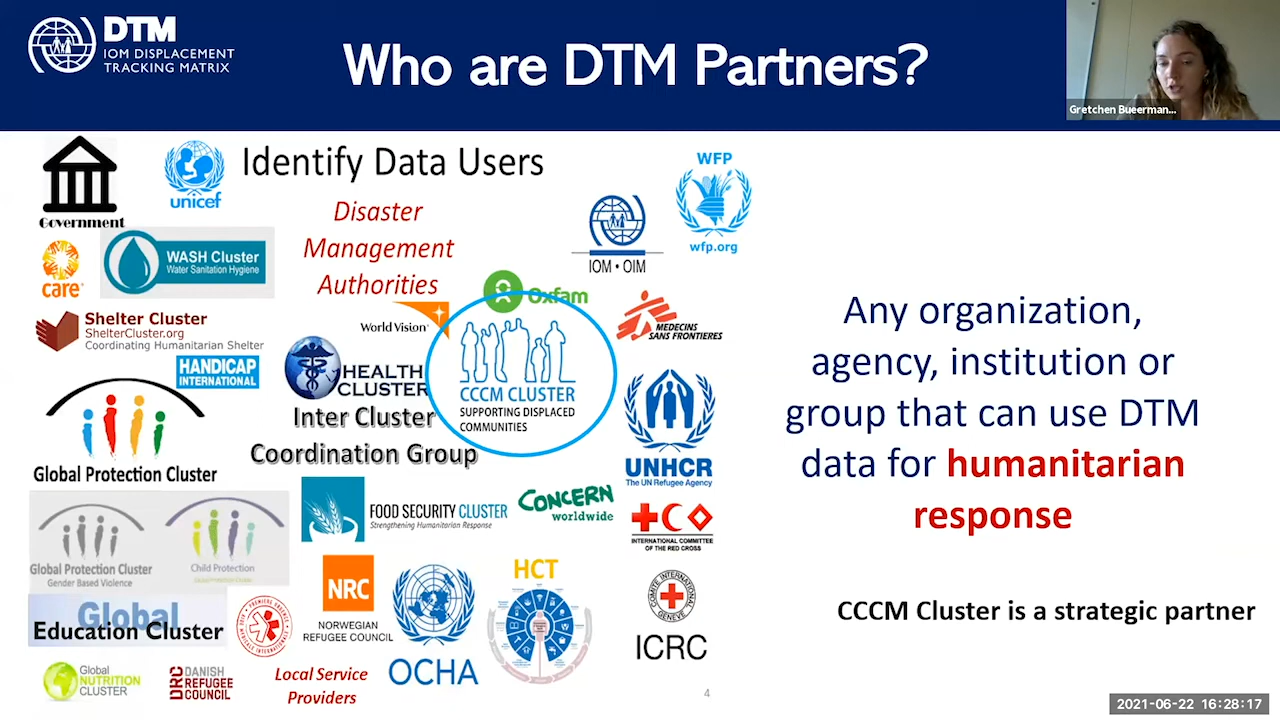 DTM
IOM DISPLACEMENT
TRACKING MATRIX
Who are DTM Partners?
Gretchen Bueerman...
Government
unicef
Identify Data Users
WFP
wfp.org
Disaster
Management
Authorities
IOM • OIM
care
WASH Cluster
Water Sanitation Hygiene
Oxfam
World Vision
MEDECINS
SANS FRONTIERES
Shelter Cluster
ShelterCluster.org
Coordinating Humanitarian Shelter
HANDICAP
INTERNATIONAL
HEALTH
CLUSTER
CCCM CLUSTER
SUPPORTING DISPLACED
COMMUNITIES
Inter Cluster
Coordination Group
Global Protection Cluster
UNHCR
The UN Refugee Agency
FOOD SECURITY CLUSTER
Strengthening Humanitarian Response
CONCERN
worldwide
INTERNATIONAL COMMITTEE
OF THE RED CROSS
Global Protection Cluster
Gender Based Violence
Child Protection
Global Protection Cluster
Global
Education Cluster
NRC
NORWEGIAN
REFUGEE COUNCIL
OCHA
HCT
COMITE INTERNATIONAL
GENEVE
ICRC
Global
NUTRITION
CLUSTER
DRC
DANISH
REFUGEE
COUNCIL
Local Service
Providers
Any organization,
agency, institution or
group that can use DTM
data for humanitarian
response
CCCM Cluster is a strategic partner
4
2021-06-22 16:28:17